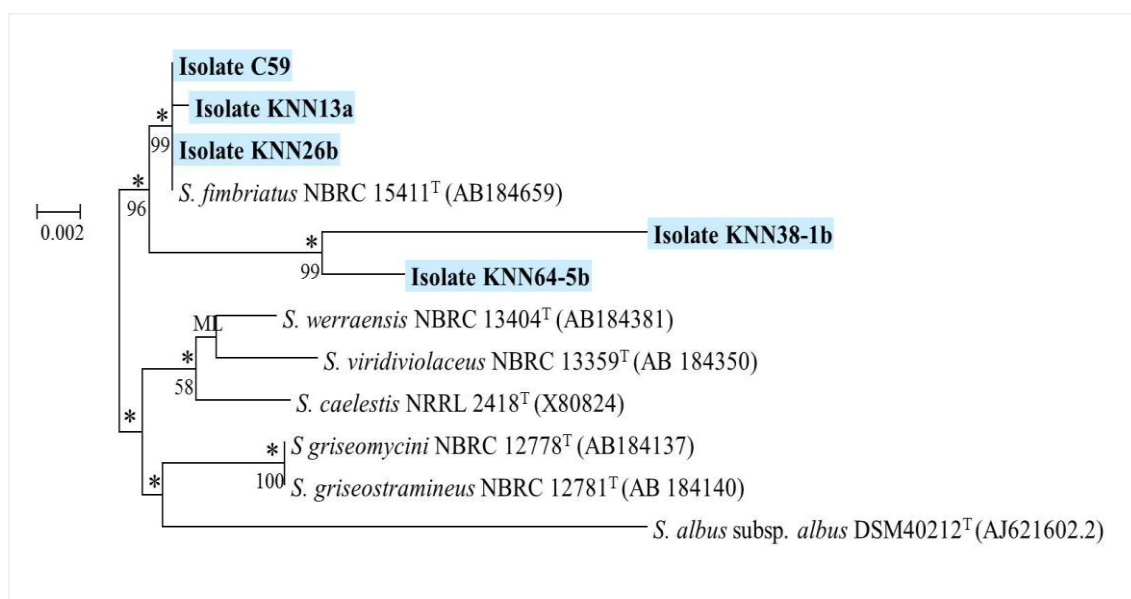 Isolate C59
*
Isolate KNN13a
99
Isolate KNN26b
*
S. fimbriatus NBRC 15411ᵀ (AB184659)
96
0.002
*
Isolate KNN38-1b
99
Isolate KNN64-5b
ML
S. werraensis NBRC 13404ᵀ (AB184381)
*
S. viridiviolaceus NBRC 13359ᵀ (AB 184350)
58
S. caelestis NRRL 2418ᵀ (X80824)
*
*
S griseomycini NBRC 12778ᵀ (AB184137)
100
*
S. griseostramineus NBRC 12781ᵀ (AB 184140)
S. albus subsp. albus DSM40212ᵀ (AJ621602.2)